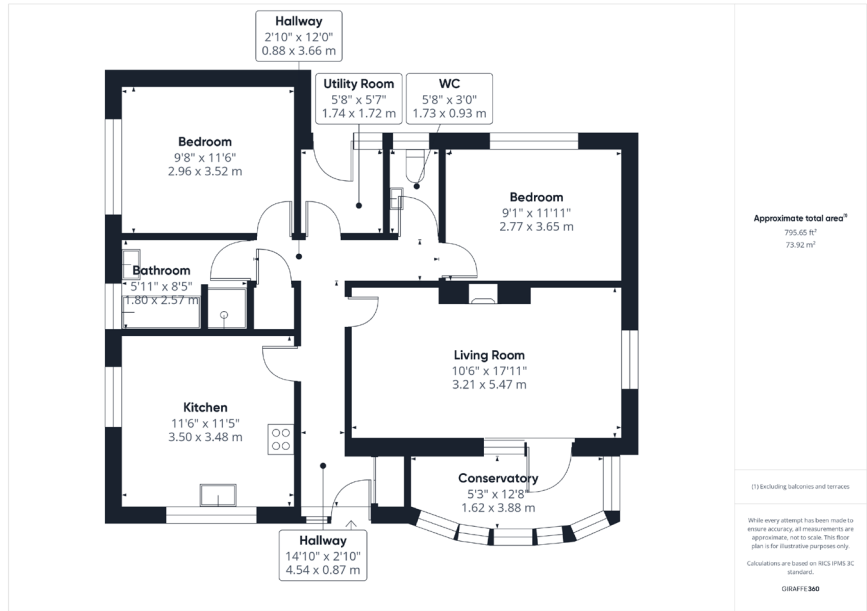 Hallway
2'10" x 12'0"
0.88 x 3.66 m
Utility Room
5'8" x 5'7"
1.74 x 1.72 m
WC
5'8" x 3'0"
1.73 x 0.93 m
Bedroom
9'8" x 11'6"
2.96 x 3.52 m
Bedroom
9'1" x 11'11"
2.77 x 3.65 m
Bathroom
5'11" x 8'5"
1.80 x 2.57 m
Living Room
10'6" x 17'11"
3.21 x 5.47 m
Kitchen
11'6" x 11'5"
3.50 x 3.48 m
Conservatory
5'3" x 12'8"
1.62 x 3.88 m
Hallway
14'10" x 2'10"
4.54 x 0.87 m
Approximate total area⁽¹⁾
795.65 ft²
73.92 m²
(1) Excluding balconies and terraces
While every attempt has been made to
ensure accuracy, all measurements are
approximate, not to scale. This floor
plan is for illustrative purposes only.
Calculations are based on RICS IPMS 3C
standard.
GIRAFFE360